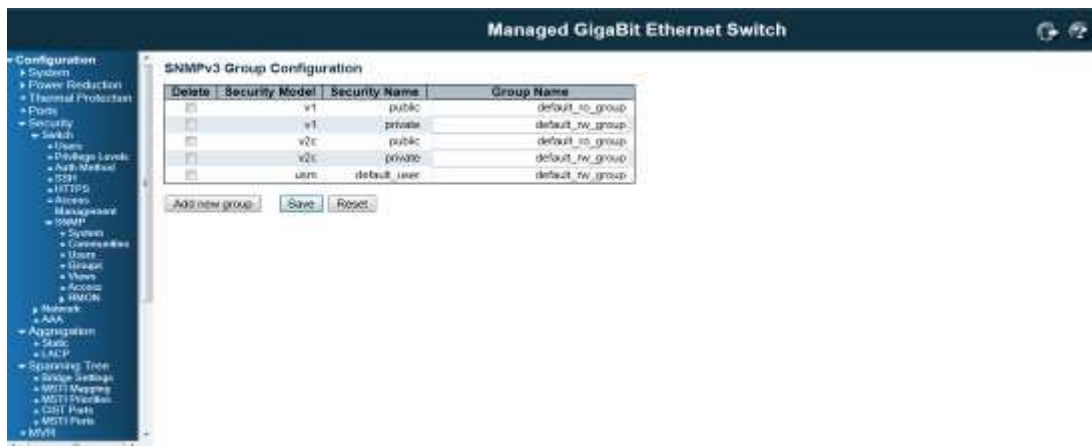 Managed GigaBit Ethernet Switch
Configuration
System
Power Reduction
Thermal Protection
Ports
Security
Switch
Users
Privilege Levels
Auth Method
SSH
HTTPS
Access
Management
SNMP
System
Communities
Users
Groups
Views
Access
RMON
Network
AAA
Aggregation
Static
LACP
Spanning Tree
Bridge Settings
MSTI Mapping
MSTI Priorities
CIST Ports
MSTI Ports
MVR
SNMPv3 Group Configuration
Delete Security Model Security Name Group Name
v1 public default_ro_group
v1 private default_rw_group
v2c public default_ro_group
v2c private default_rw_group
usm default_user default_rw_group
Add new group Save Reset